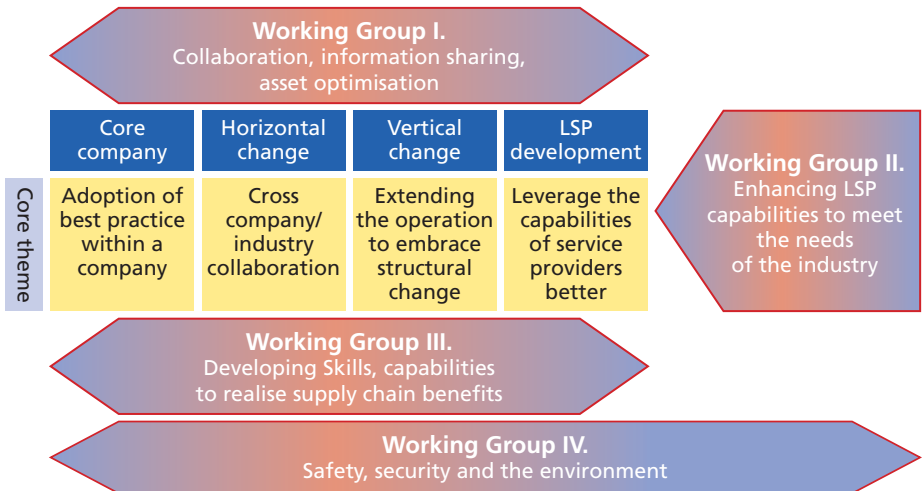 Working Group I.
Collaboration, information sharing,
asset optimisation
Core
company
Horizontal
change
Vertical
change
LSP
development
Working Group II.
Enhancing LSP
capabilities to meet
the needs
of the industry
Core theme
Adoption of
best practice
within a
company
Cross
company/
industry
collaboration
Extending
the operation
to embrace
structural
change
Leverage the
capabilities
of service
providers
better
Working Group III.
Developing Skills, capabilities
to realise supply chain benefits
Working Group IV.
Safety, security and the environment